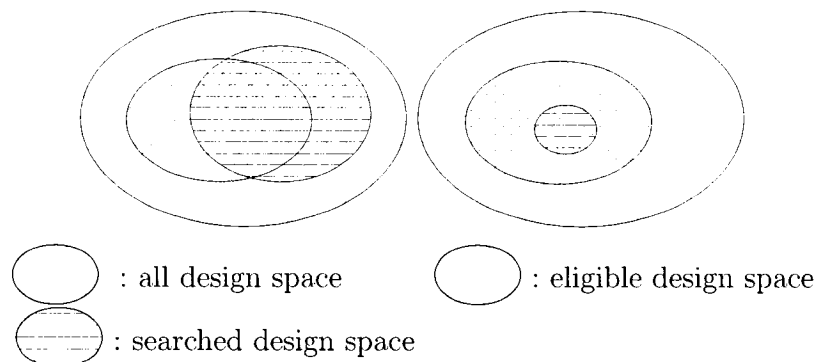 : all design space
: eligible design space
: searched design space